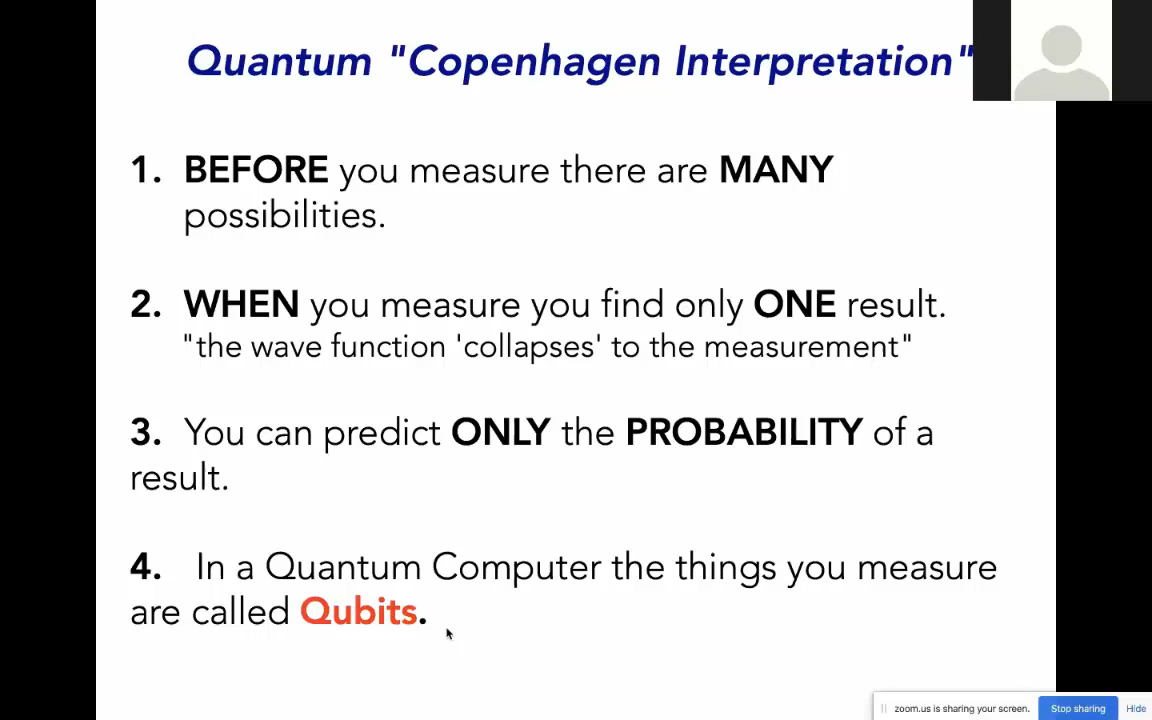 Quantum "Copenhagen Interpretation"
1. BEFORE you measure there are MANY
possibilities.
2. WHEN you measure you find only ONE result.
"the wave function 'collapses' to the measurement"
3. You can predict ONLY the PROBABILITY of a
result.
4. In a Quantum Computer the things you measure
are called Qubits.
zoom.us is sharing your screen. Stop sharing Hide